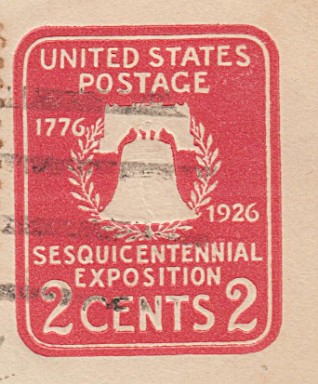 UNITED STATES
POSTAGE
1776
1926
SESQUICENTENNIAL
EXPOSITION
2 CENTS 2